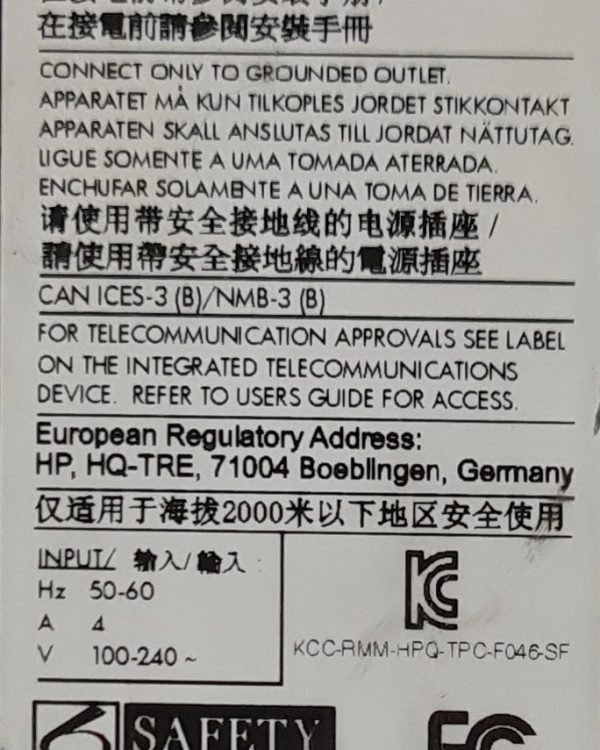 在接電前請參閱安裝手冊
CONNECT ONLY TO GROUNDED OUTLET.
APPARATET MÅ KUN TILKOPLES JORDET STIKKONTAKT
APPARATEN SKALL ANSLUTAS TILL JORDAT NÄTTUTAG.
LIGUE SOMENTE A UMA TOMADA ATERRADA.
ENCHUFAR SOLAMENTE A UNA TOMA DE TIERRA.
请使用带安全接地线的电源插座 /
請使用帶安全接地線的電源插座
CAN ICES-3 (B)/NMB-3 (B)
FOR TELECOMMUNICATION APPROVALS SEE LABEL
ON THE INTEGRATED TELECOMMUNICATIONS
DEVICE. REFER TO USERS GUIDE FOR ACCESS.
European Regulatory Address:
HP, HQ-TRE, 71004 Boeblingen, Germany
仅适用于海拔2000米以下地区安全使用
INPUT/ 输入/輸入 :
Hz 50-60
A 4
V 100-240 ~
KCC-RMM-HPQ-TPC-F046-SF
SAFETY
FC